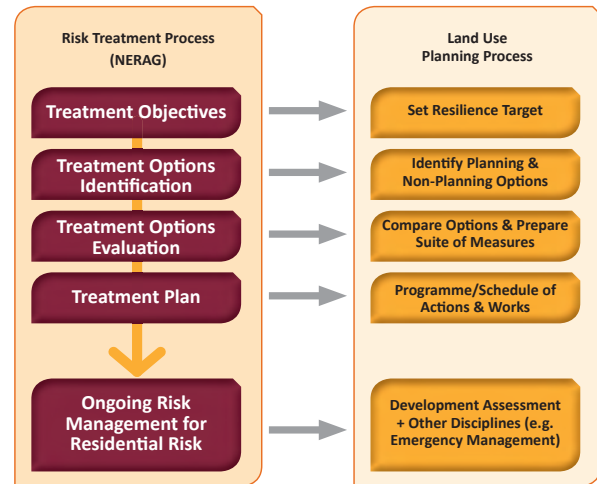 Risk Treatment Process
(NERAG)
Treatment Objectives
Treatment Options
Identification
Treatment Options
Evaluation
Treatment Plan
Ongoing Risk
Management for
Residential Risk
Land Use
Planning Process
Set Resilience Target
Identify Planning &
Non-Planning Options
Compare Options & Prepare
Suite of Measures
Programme/Schedule of
Actions & Works
Development Assessment
+ Other Disciplines (e.g.
Emergency Management)